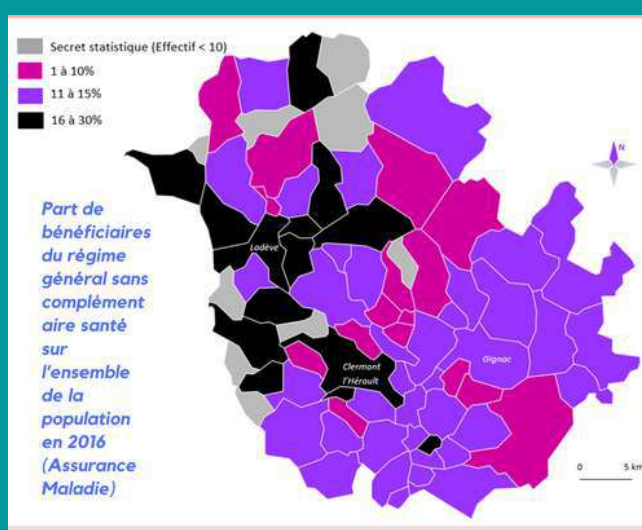 Secret statistique (Effectif < 10)
1 à 10%
11 à 15%
16 à 30%
N
Part de
bénéficiaires
du régime
général sans
complément
aire santé
sur
l'ensemble
de la
population
en 2016
(Assurance
Maladie)
Lodève
Clermont
l'Hérault
Gignac
0 5 km